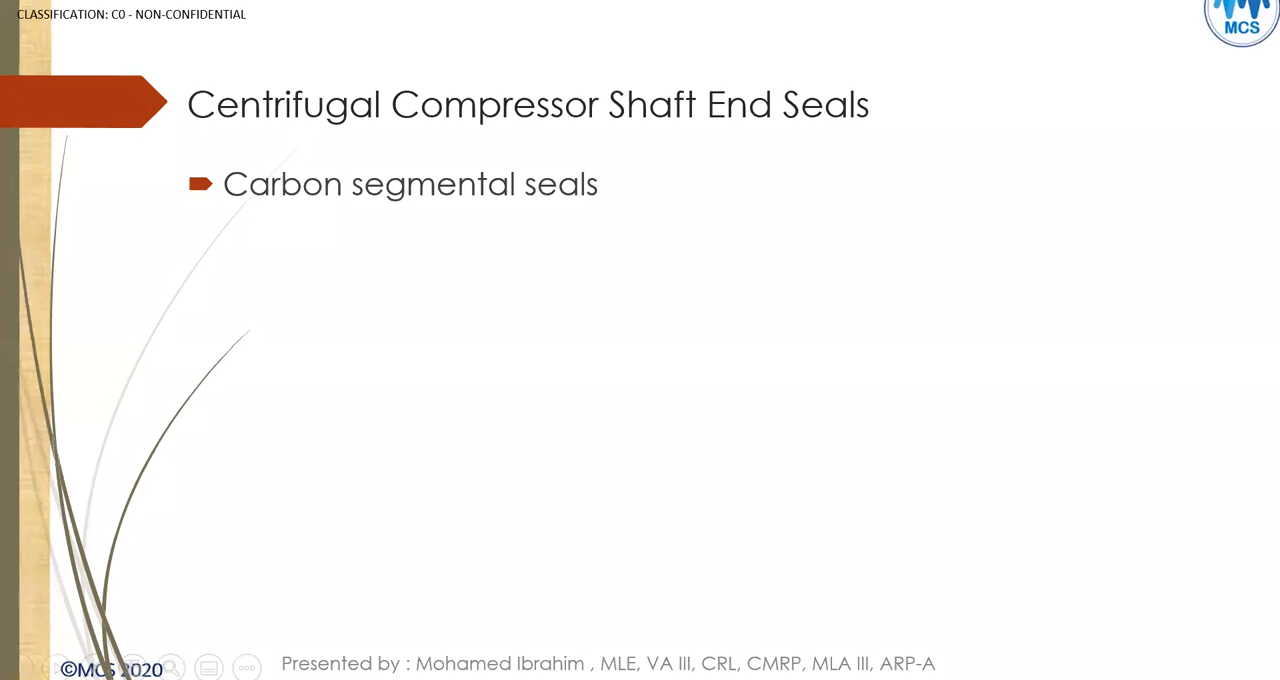 CLASSIFICATION: C0 - NON-CONFIDENTIAL
MCS
Centrifugal Compressor Shaft End Seals
Carbon segmental seals
©MCS 2020
Presented by : Mohamed Ibrahim , MLE, VA III, CRL, CMRP, MLA III, ARP-A